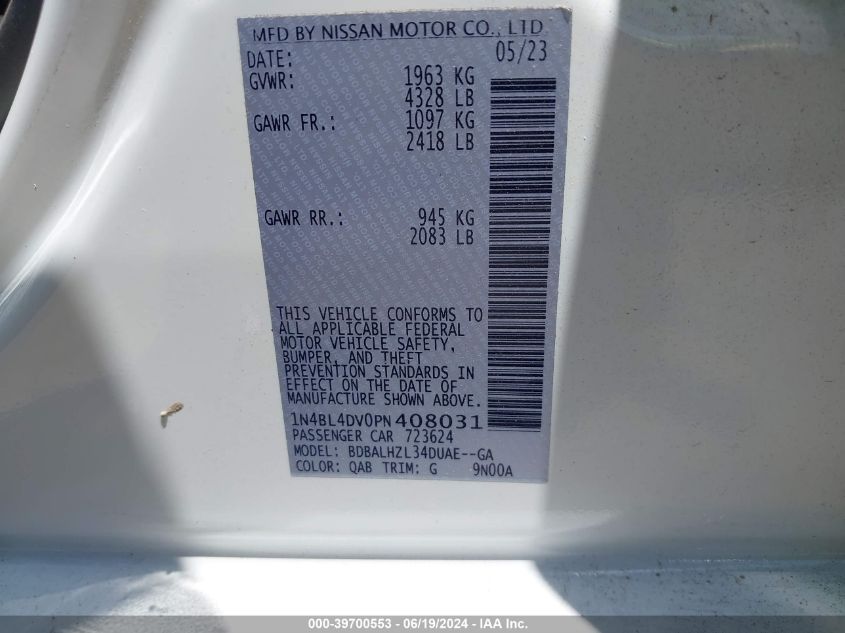 MFD BY NISSAN MOTOR CO., LTD
DATE: 05/23
GVWR: 1963 KG
4328 LB
GAWR FR.: 1097 KG
2418 LB
GAWR RR.: 945 KG
2083 LB
THIS VEHICLE CONFORMS TO
ALL APPLICABLE FEDERAL
MOTOR VEHICLE SAFETY,
BUMPER, AND THEFT
PREVENTION STANDARDS IN
EFFECT ON THE DATE OF
MANUFACTURE SHOWN ABOVE.
1N4BL4DV0PN408031
PASSENGER CAR 723624
MODEL: BDBALHZL34DUAE--GA
COLOR: QAB TRIM: G 9N00A
000-39700553 - 06/19/2024 - IAA Inc.